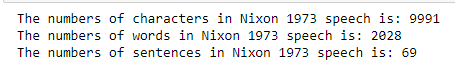 The numbers of characters in Nixon 1973 speech is: 9991
The numbers of words in Nixon 1973 speech is: 2028
The numbers of sentences in Nixon 1973 speech is: 69